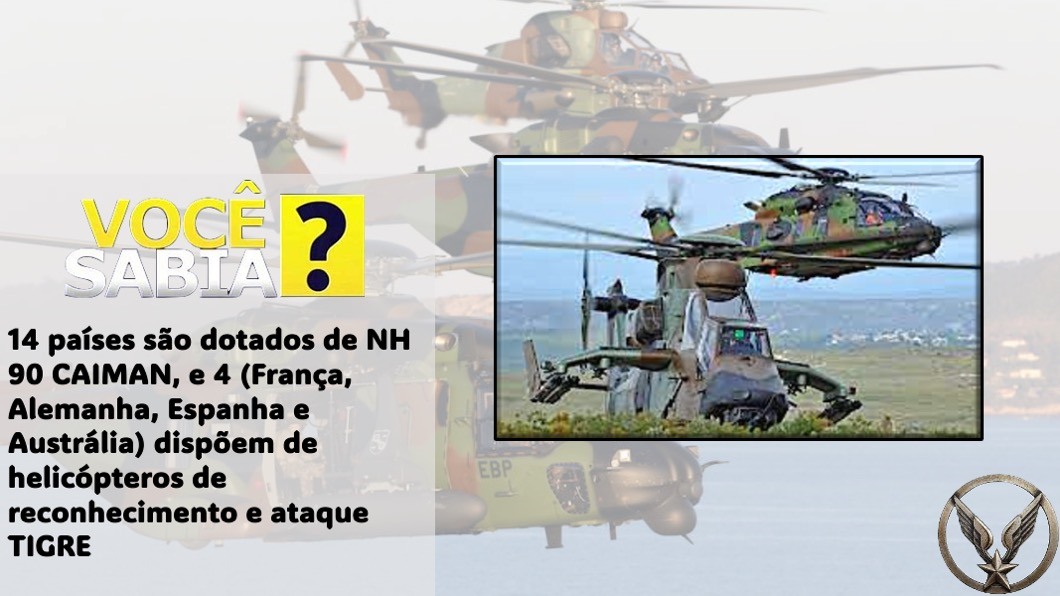 VOCÊ
SABIA?
14 países são dotados de NH
90 CAIMAN, e 4 (França,
Alemanha, Espanha e
Austrália) dispõem de
helicópteros de
reconhecimento e ataque
TIGRE
EBP